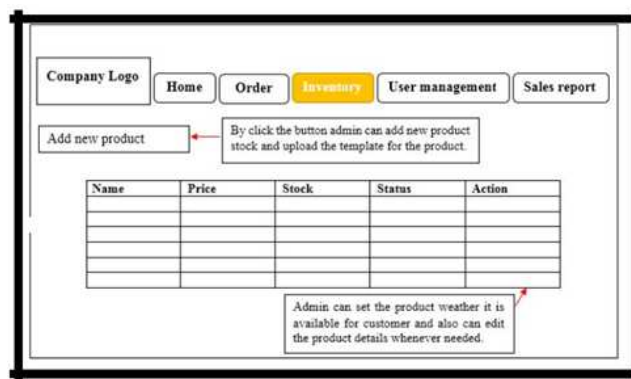 Company Logo
Home Order Inventory User management Sales report
Add new product
By click the button admin can add new product
stock and upload the template for the product.
Name Price Stock Status Action
Admin can set the product weather it is
available for customer and also can edit
the product details whenever needed.